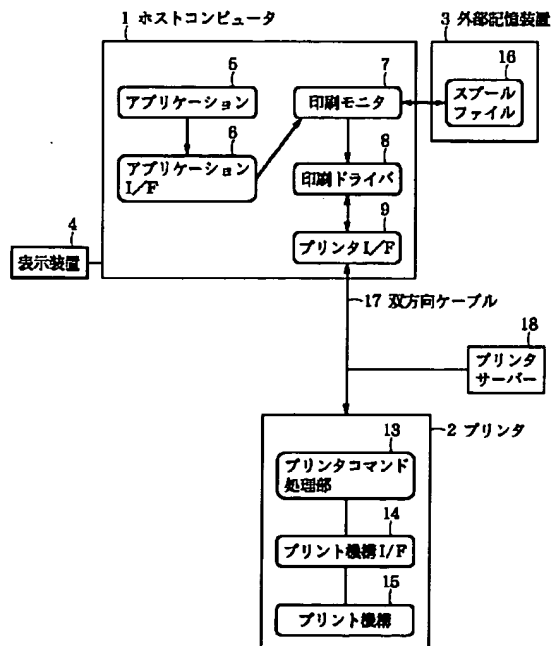 1 ホストコンピュータ
3 外部記憶装置
5
アプリケーション
6
アプリケーション
I/F
7
印刷モニタ
16
スプール
ファイル
8
印刷ドライバ
9
プリンタI/F
4
表示装置
17 双方向ケーブル
18
プリンタ
サーバー
2 プリンタ
13
プリンタコマンド
処理部
14
プリント機構I/F
15
プリント機構